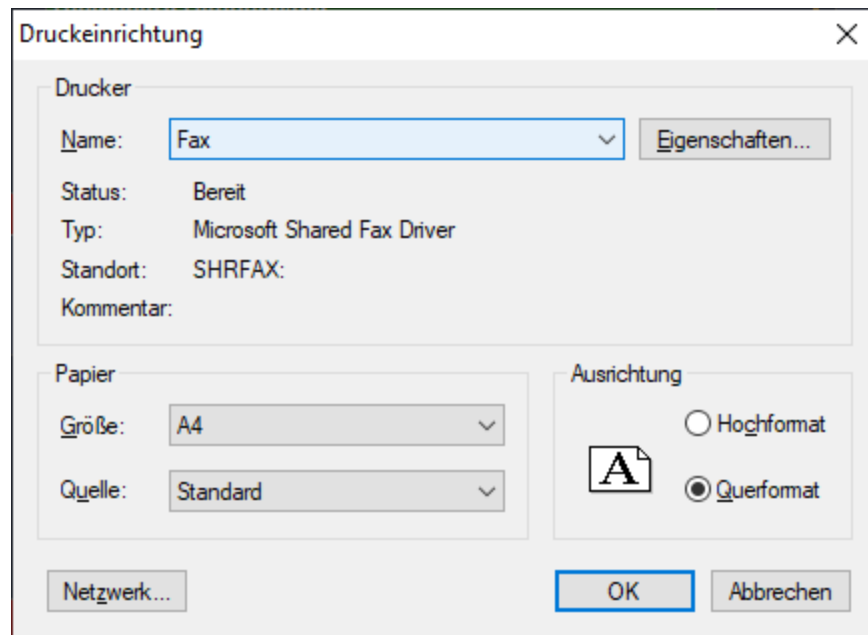 Druckeinrichtung
Drucker
Name: Fax Eigenschaften...
Status: Bereit
Typ: Microsoft Shared Fax Driver
Standort: SHRFAX:
Kommentar:
Papier
Größe: A4
Quelle: Standard
Ausrichtung
A
Hochformat
Querformat
Netzwerk... OK Abbrechen